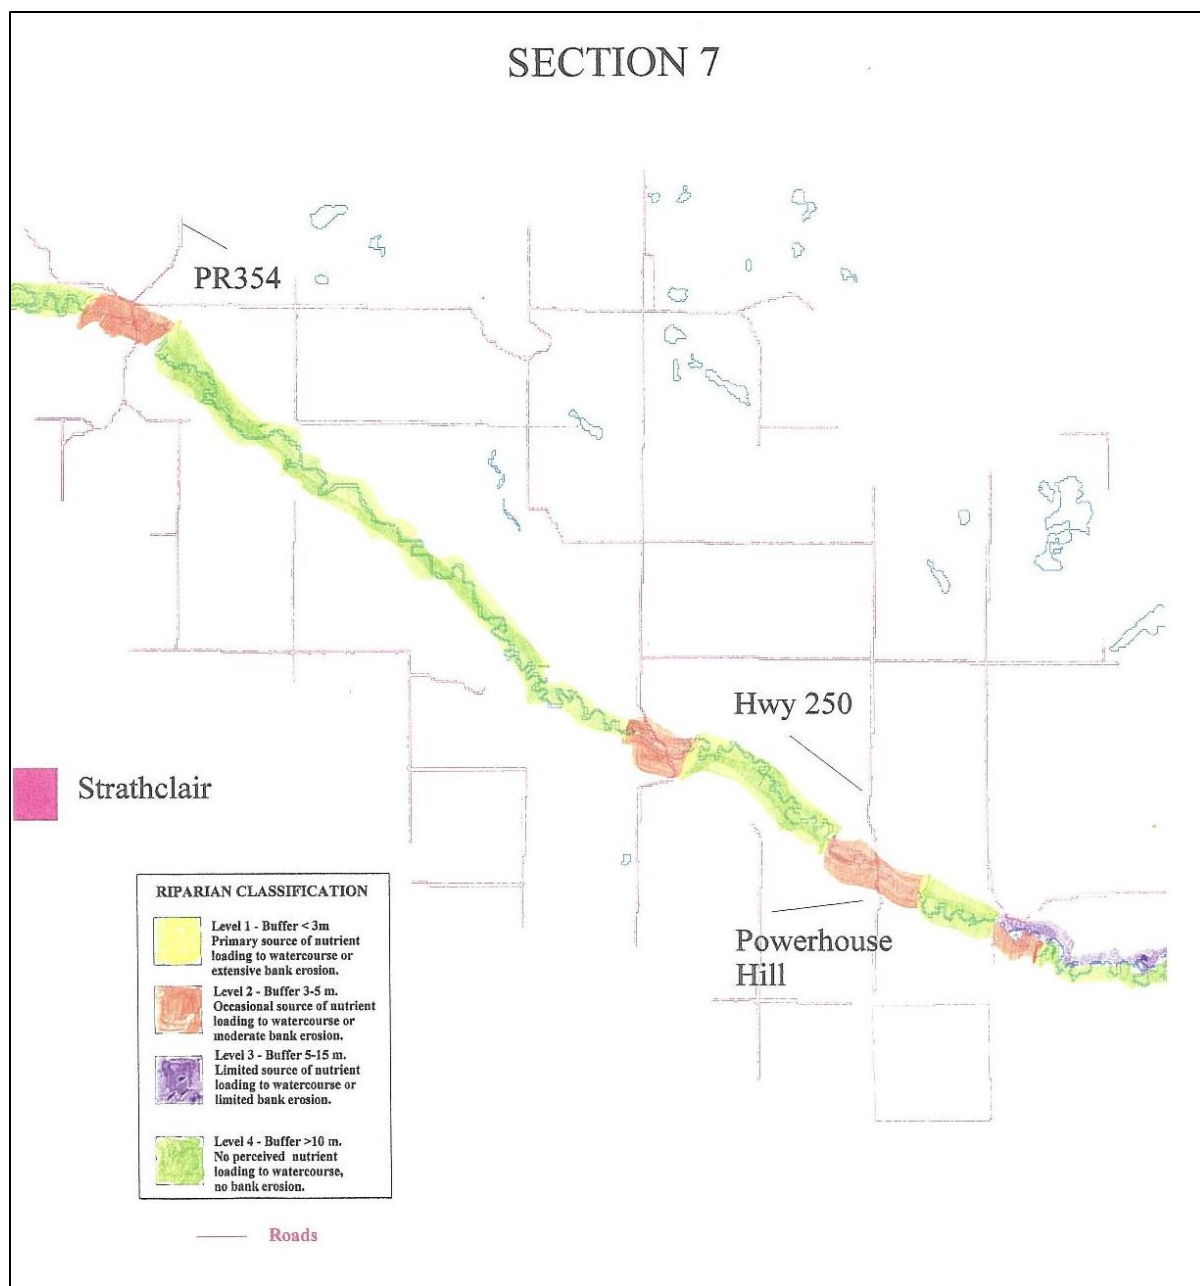 SECTION 7
PR354
Hwy 250
Strathclair
Powerhouse
Hill
RIPARIAN CLASSIFICATION
Level 1 - Buffer < 3m
Primary source of nutrient
loading to watercourse or
extensive bank erosion.
Level 2 - Buffer 3-5 m.
Occasional source of nutrient
loading to watercourse or
moderate bank erosion.
Level 3 - Buffer 5-15 m.
Limited source of nutrient
loading to watercourse or
limited bank erosion.
Level 4 - Buffer >10 m.
No perceived nutrient
loading to watercourse,
no bank erosion.
Roads